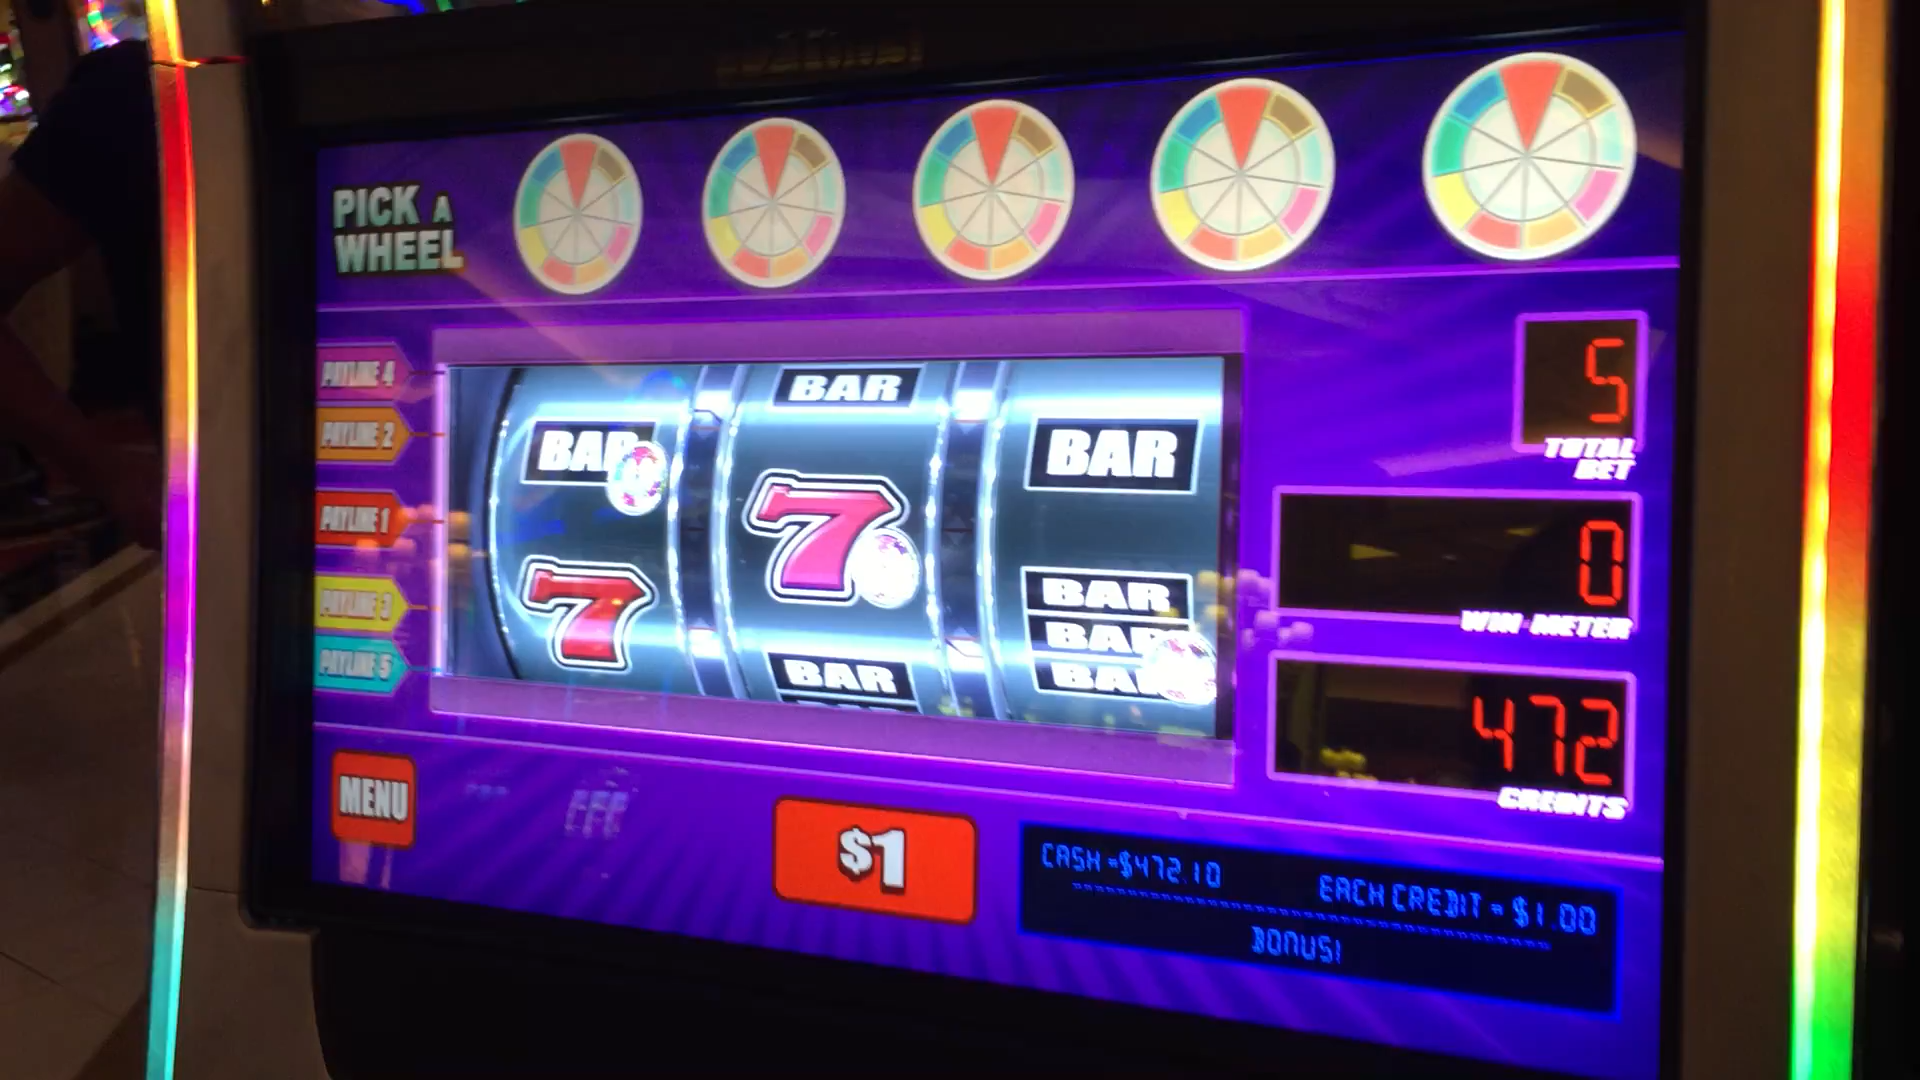 PICK A
WHEEL
PAYLINE 4
PAYLINE 2
PAYLINE 1
PAYLINE 3
PAYLINE 5
BAR
BAR
BAR
7
7
BAR
BAR
BAR
BAR
5
TOTAL
BET
0
WIN METER
472
CREDITS
MENU
$1
CASH =$472.10
EACH CREDIT = $1.00
BONUS!